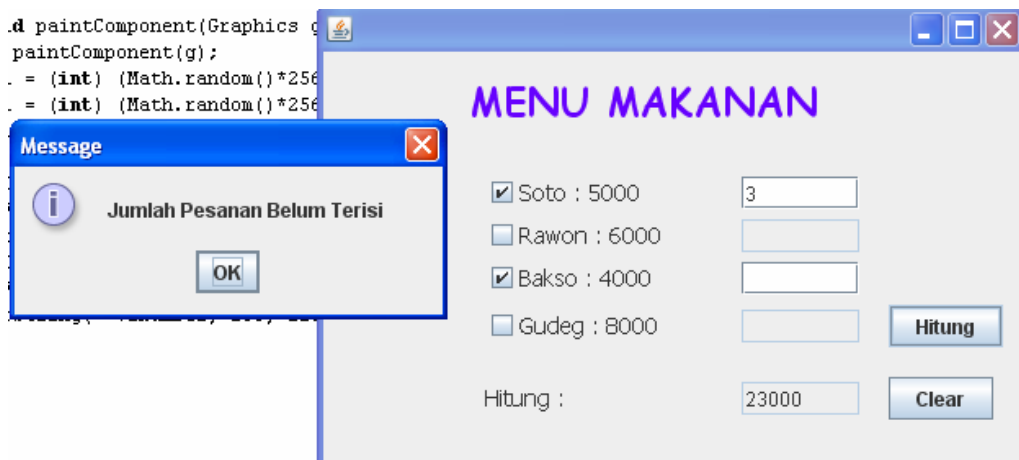 d paintComponent(Graphics
paintComponent(g);
= (int) (Math.random()*256
= (int) (Math.random()*256
Message
Jumlah Pesanan Belum Terisi
OK
MENU MAKANAN
Soto : 5000 3
Rawon : 6000
Bakso : 4000
Gudeg : 8000 Hitung
Hitung : 23000 Clear